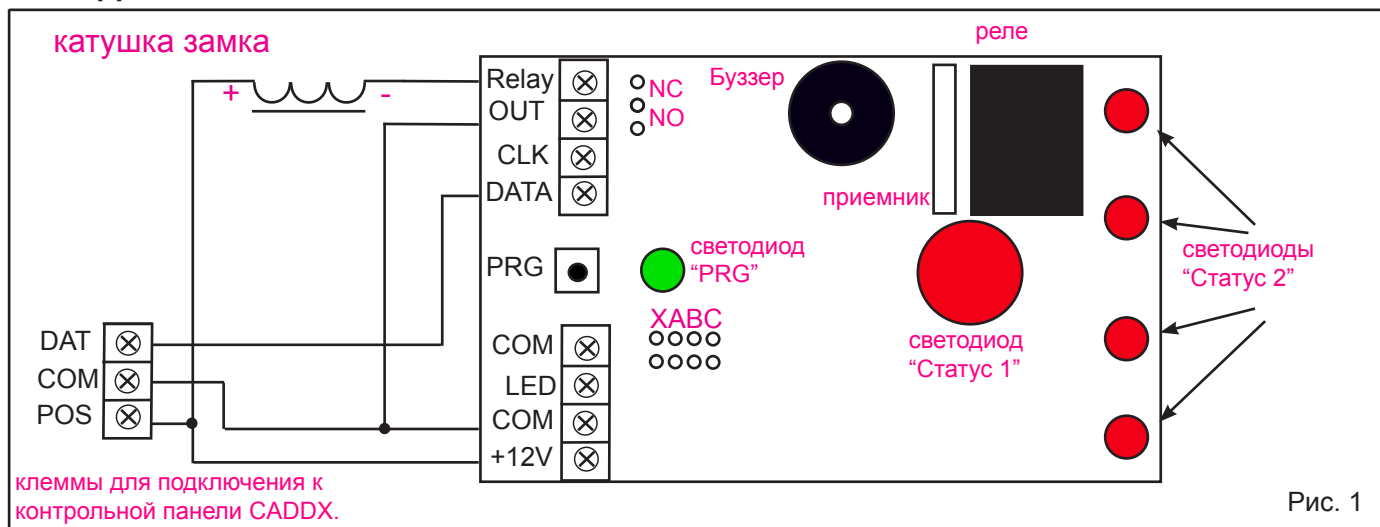 катушка замка
+ -
реле
Буззер
Relay
OUT
CLK
DATA
NC
NO
приемник
PRG
светодиод
“PRG”
светодиоды
“Статус 2”
XABC
светодиод
“Статус 1”
DAT
COM
POS
COM
LED
COM
+12V
клеммы для подключения к
контрольной панели CADDX.
Рис. 1